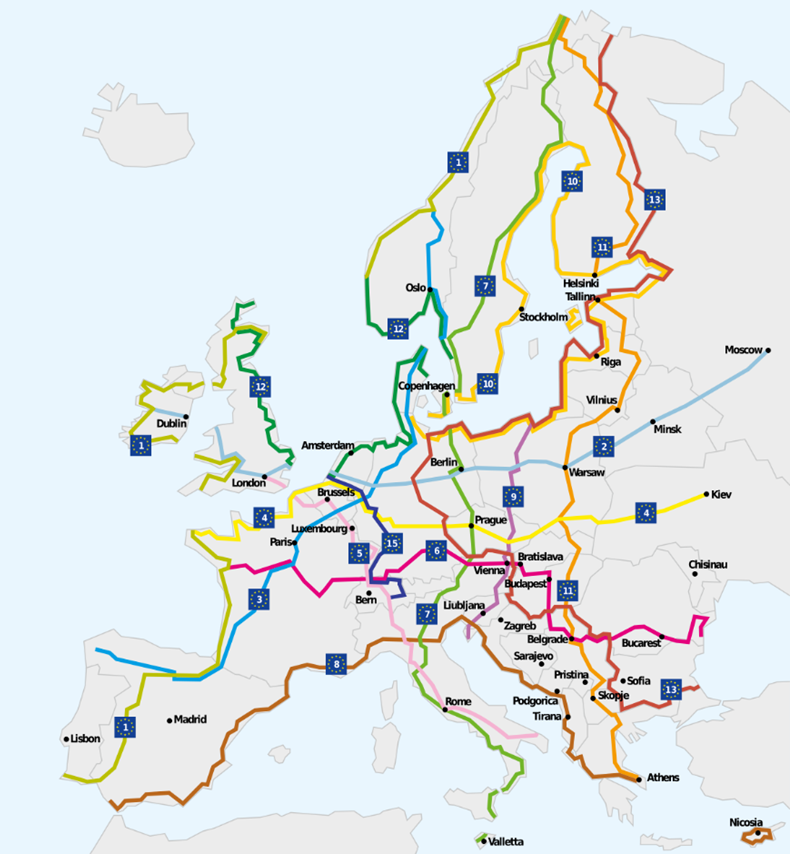 1
10
13
11
Oslo
7
Helsinki
Tallinn
12
Stockholm
Moscow
Riga
12
Copenhagen
10
Vilnius
Dublin
Minsk
1
Amsterdam
2
Berlin
London
Warsaw
Brussels
9
Kiev
4
4
Prague
Luxembourg
Paris
15
5
6
Bratislava
Chisinau
Vienna
Budapest
3
Bern
11
Ljubljana
7
Zagreb
Belgrade
Bucarest
Sarajevo
8
Pristina
Sofia
13
Skopje
Podgorica
Rome
Madrid
Tirana
1
Lisbon
Athens
Nicosia
Valletta